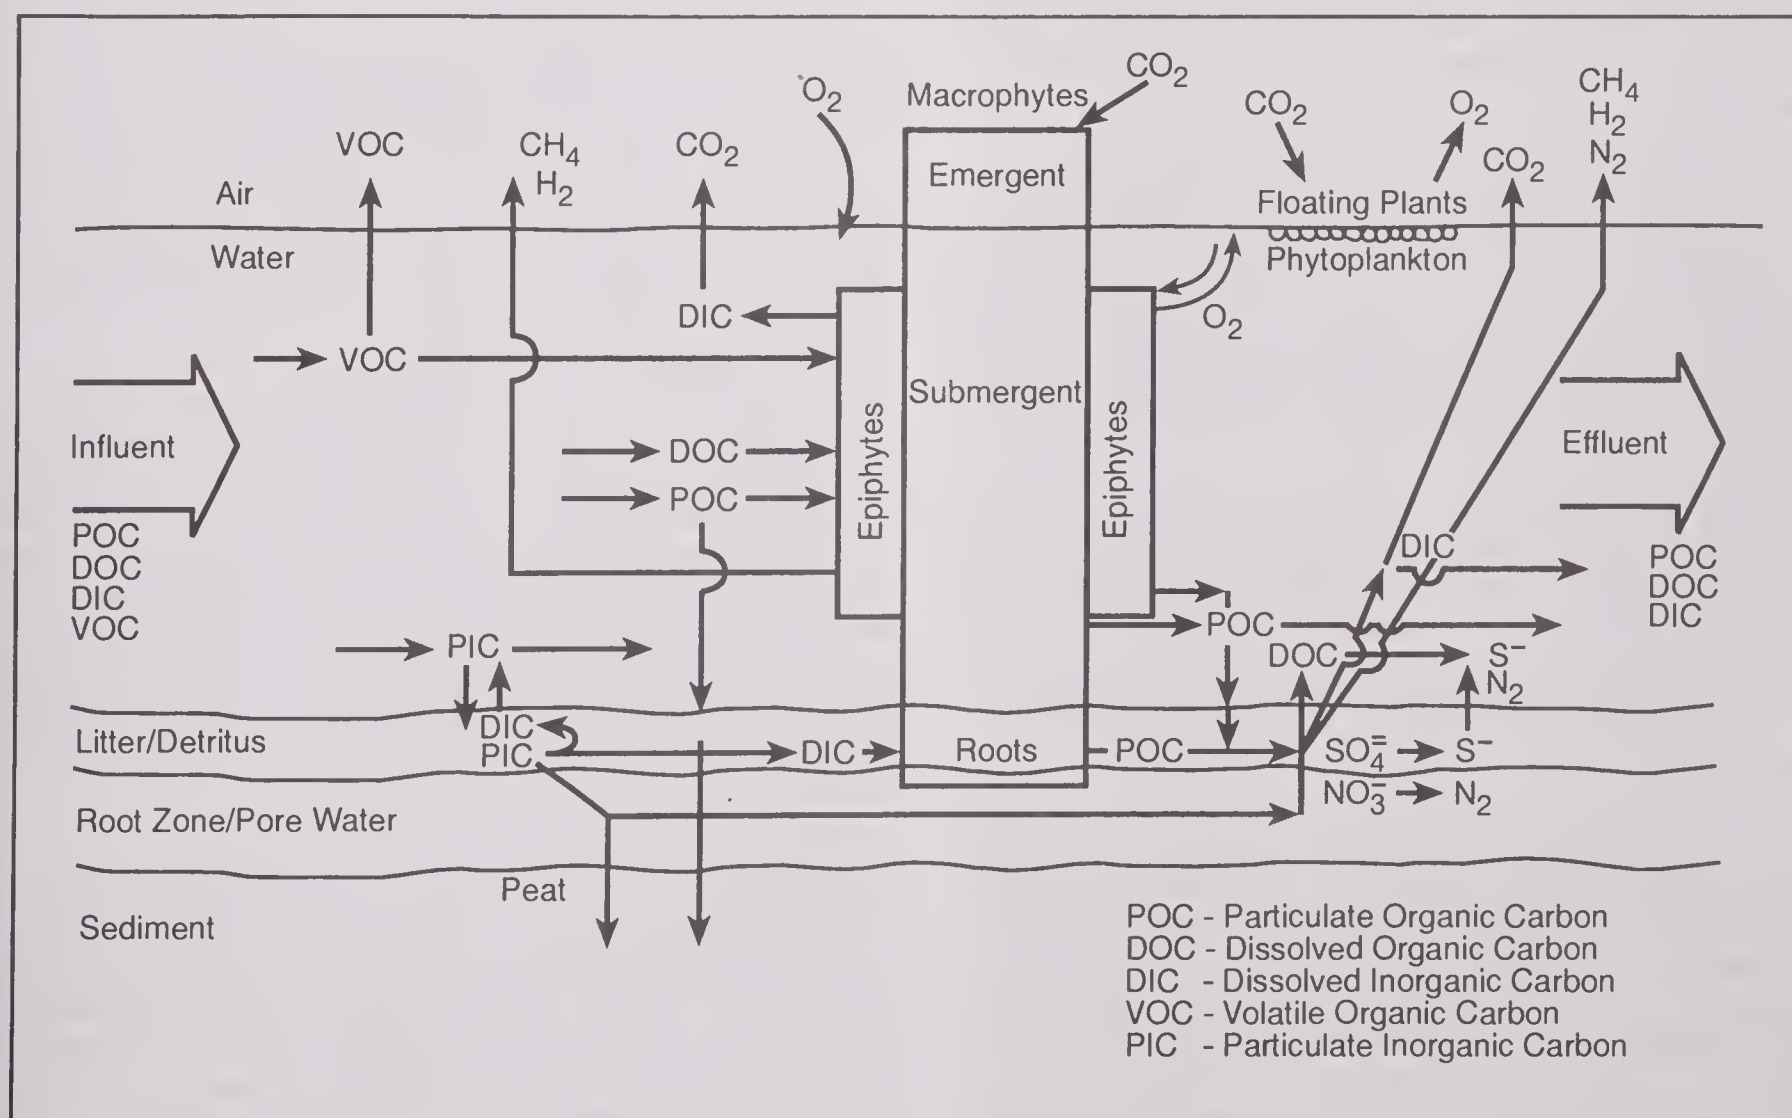 CO₂
O₂
Macrophytes
CO₂
O₂
CH₄
H₂
N₂
VOC
CH₄
H₂
CO₂
CO₂
Air
Emergent
Floating Plants
Water
Phytoplankton
DIC
O₂
VOC
Submergent
Influent
DOC
Epiphytes
Epiphytes
Effluent
POC
POC
DOC
DIC
VOC
DIC
POC
DOC
DIC
PIC
POC
DOC
S⁻
N₂
Litter/Detritus
DIC
PIC
DIC
Roots
POC
SO₄⁼
S⁻
NO₃⁻
N₂
Root Zone/Pore Water
Peat
Sediment
POC - Particulate Organic Carbon
DOC - Dissolved Organic Carbon
DIC - Dissolved Inorganic Carbon
VOC - Volatile Organic Carbon
PIC - Particulate Inorganic Carbon